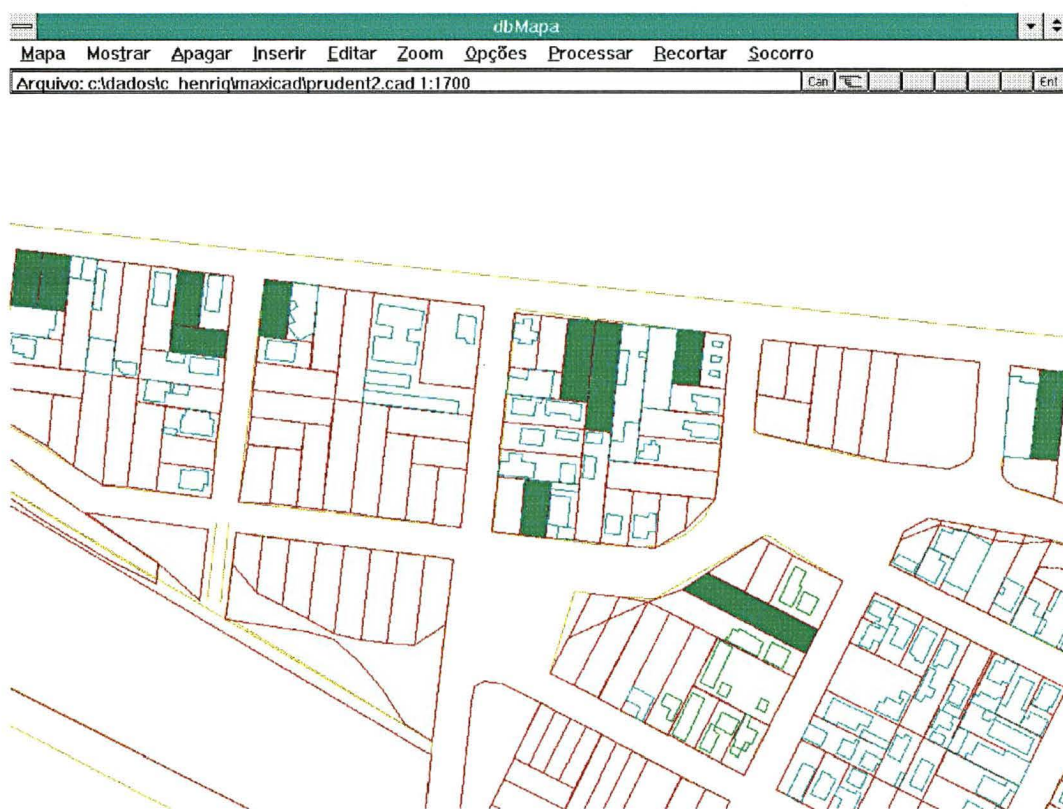 dbMapa
Mapa Mostrar Apagar Inserir Editar Zoom Opções Processar Recortar Socorro
Arquivo: c:\dados\c_henriq\maxicad\prudent2.cad 1:1700 Can Ent